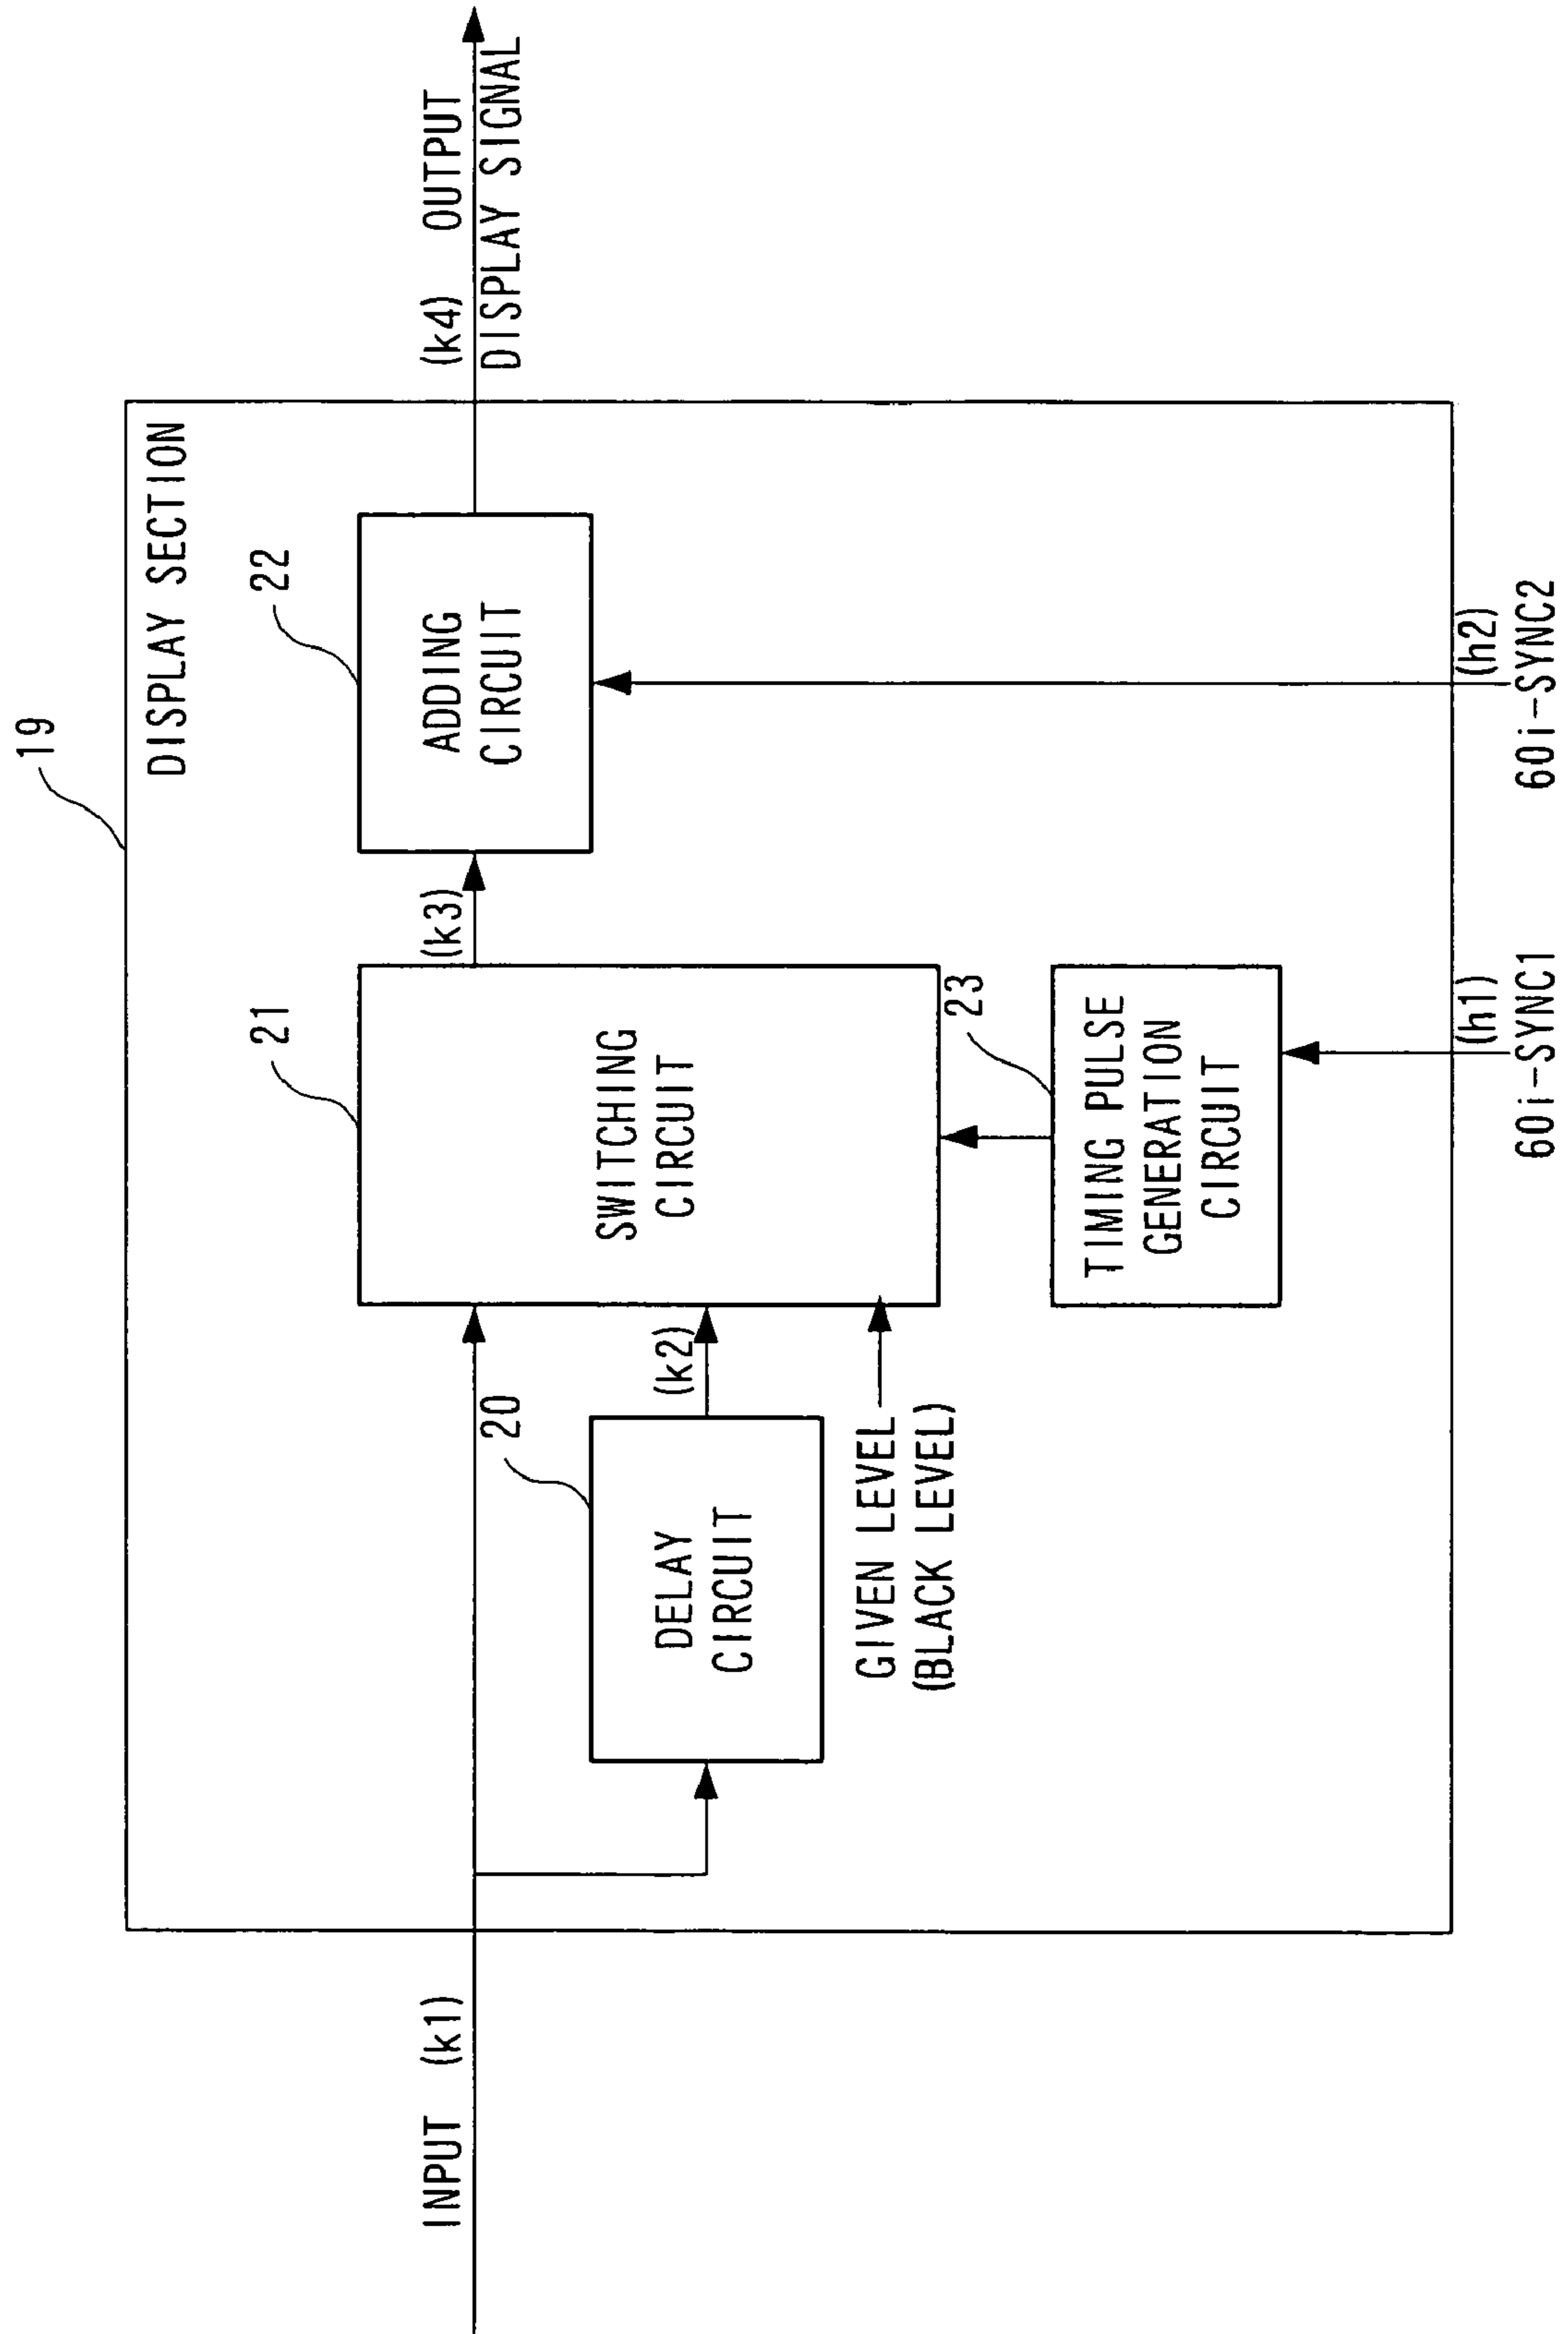 19
DISPLAY SECTION
INPUT (k1)
20
DELAY
CIRCUIT
(k2)
GIVEN LEVEL
(BLACK LEVEL)
21
SWITCHING
CIRCUIT
(k3)
23
TIMING PULSE
GENERATION
CIRCUIT
(h1)
60i-SYNC1
22
ADDING
CIRCUIT
(h2)
60i-SYNC2
(k4) OUTPUT
DISPLAY SIGNAL